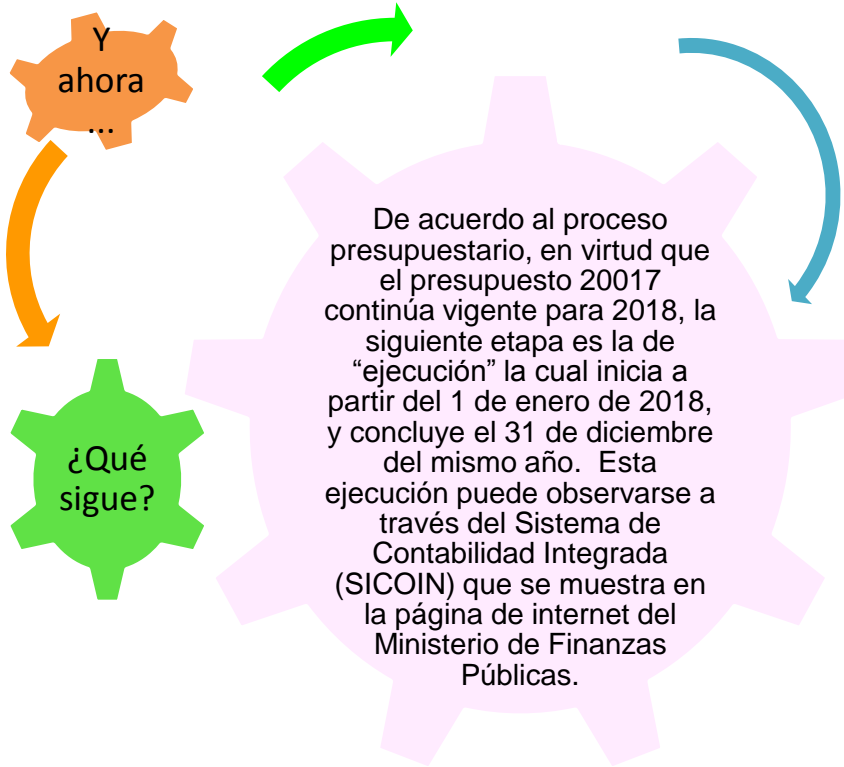 Y
ahora
...
¿Qué
sigue?
De acuerdo al proceso
presupuestario, en virtud que
el presupuesto 20017
continúa vigente para 2018, la
siguiente etapa es la de
“ejecución” la cual inicia a
partir del 1 de enero de 2018,
y concluye el 31 de diciembre
del mismo año.  Esta
ejecución puede observarse a
través del Sistema de
Contabilidad Integrada
(SICOIN) que se muestra en
la página de internet del
Ministerio de Finanzas
Públicas.